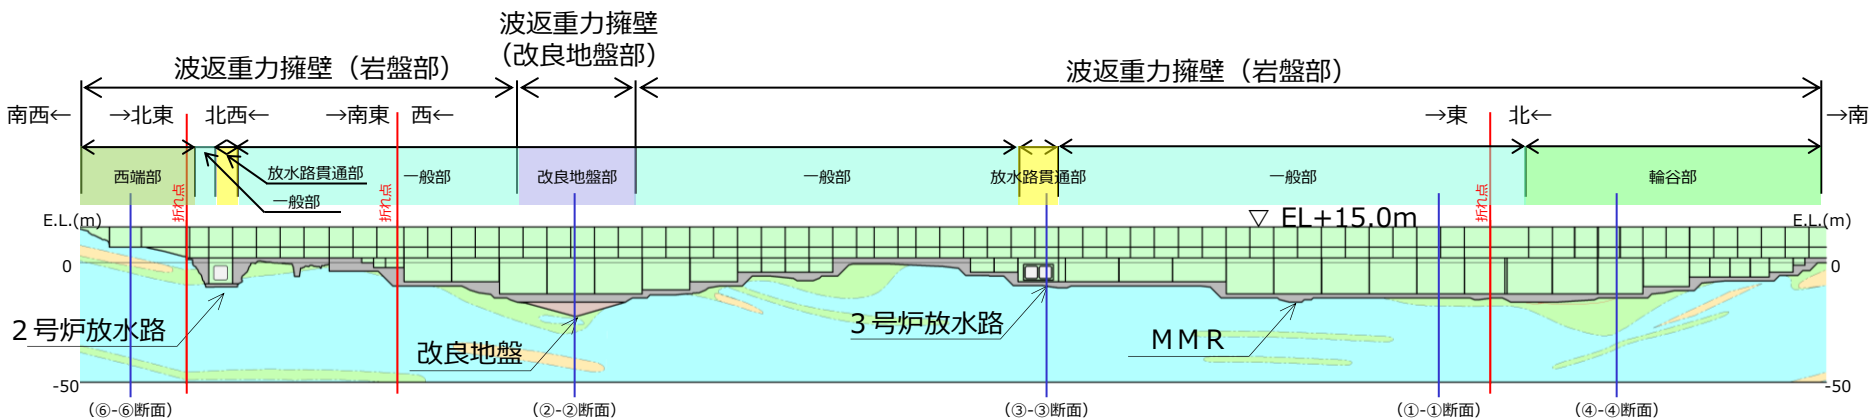 波返重力擁壁（岩盤部）
波返重力擁壁
（改良地盤部）
波返重力擁壁（岩盤部）
南西← →北東 北西← →南東 西← →東 北← →南
西端部 放水路貫通部 一般部 一般部 改良地盤部 一般部 放水路貫通部 一般部 輪谷部
折れ点 折れ点 折れ点
E.L.(m) ▽ EL+15.0m E.L.(m)
0 0
２号炉放水路 改良地盤 ３号炉放水路 ＭＭＲ
-50 -50
（⑥-⑥断面） （②-②断面） （③-③断面） （①-①断面） （④-④断面）